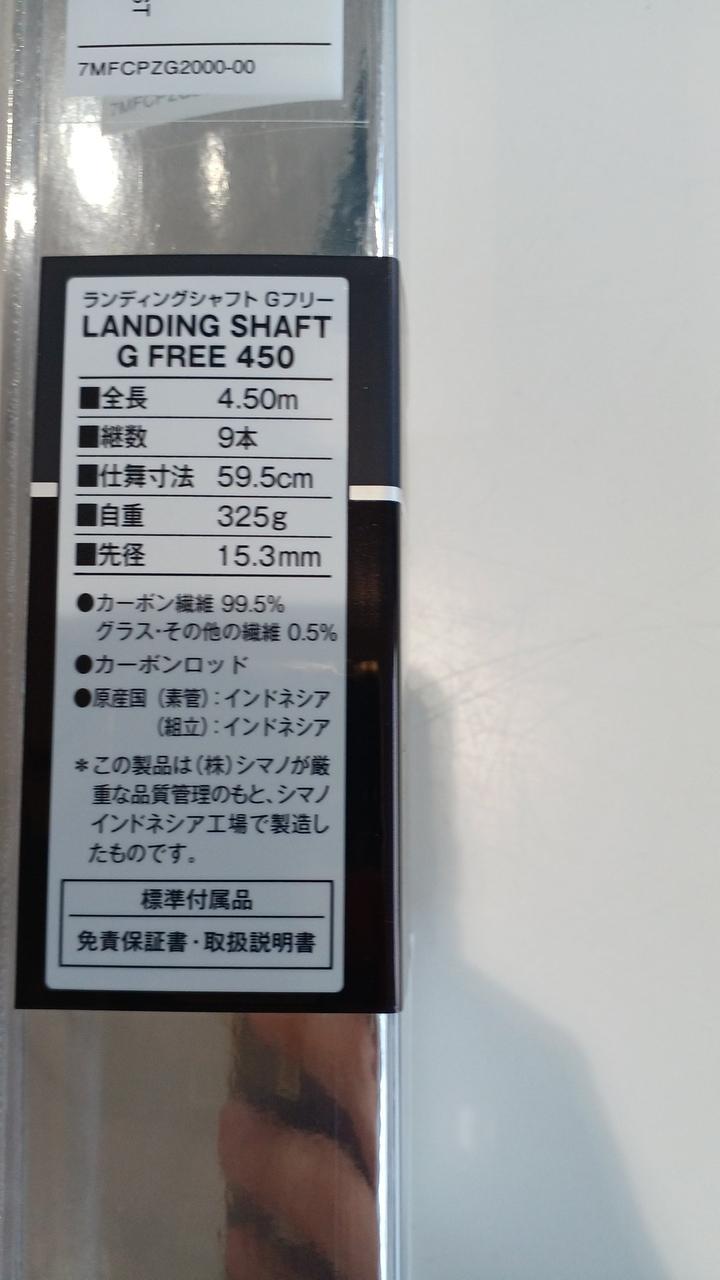 ST
7MFCPZG2000-00
ランディングシャフト Gフリー
LANDING SHAFT
G FREE 450
■全長 4.50m
■継数 9本
■仕舞寸法 59.5cm
■自重 325g
■先径 15.3mm
●カーボン繊維 99.5%
グラス・その他の繊維 0.5%
●カーボンロッド
●原産国（素管）：インドネシア
（組立）：インドネシア
＊この製品は（株）シマノが厳
重な品質管理のもと、シマノ
インドネシア工場で製造し
たものです。
標準付属品
免責保証書・取扱説明書